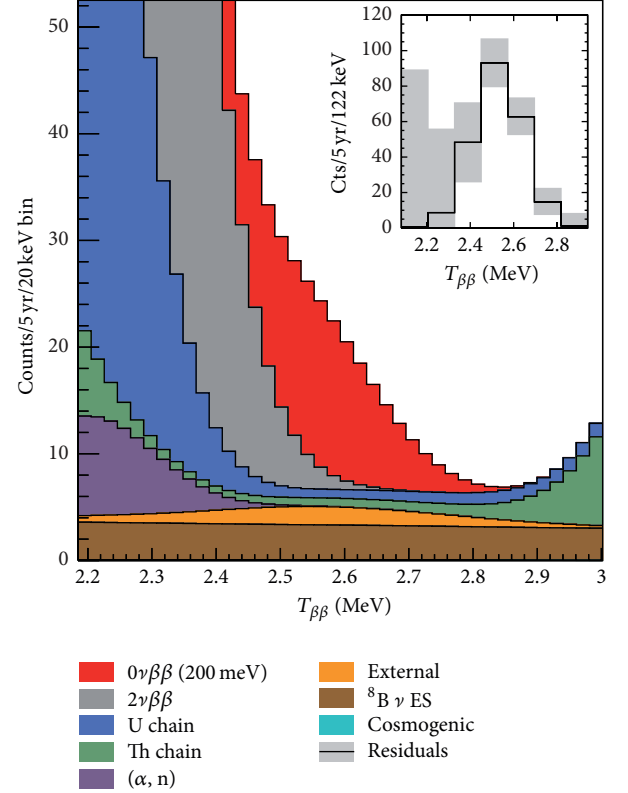 50
40
30
20
10
0
Counts/5 yr/20 keV bin
2.2 2.3 2.4 2.5 2.6 2.7 2.8 2.9 3
Tββ (MeV)
120
100
80
60
40
20
0
Cts/5 yr/122 keV
2.2 2.4 2.6 2.8
Tββ (MeV)
0νββ (200 meV)
2νββ
U chain
Th chain
(α, n)
External
⁸B ν ES
Cosmogenic
Residuals